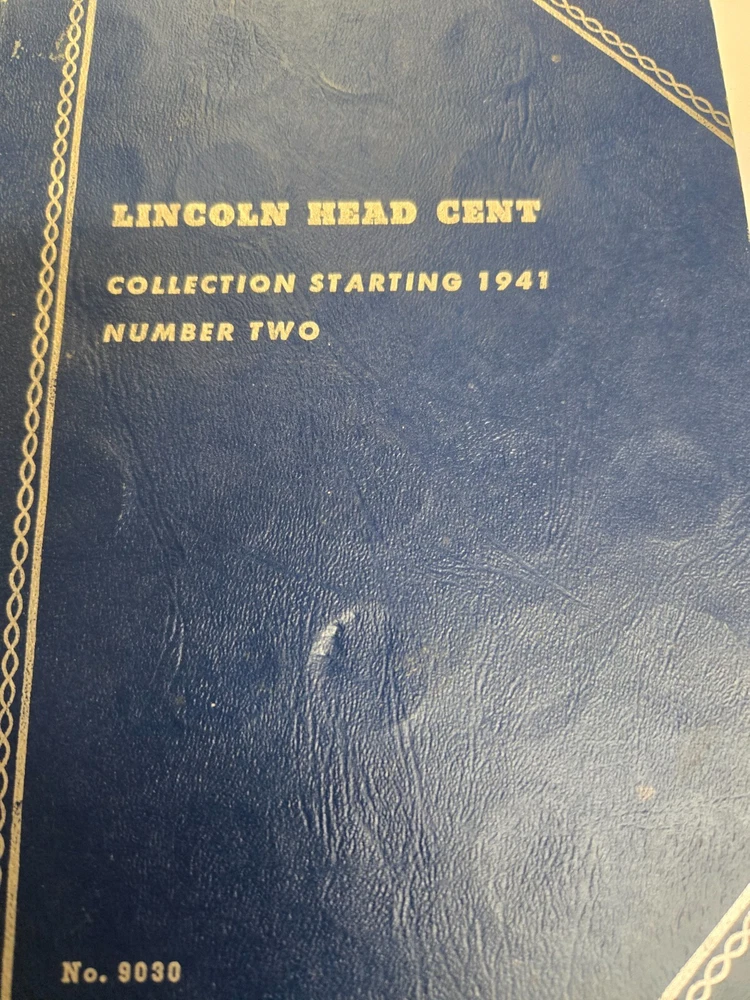 LINCOLN HEAD CENT
COLLECTION STARTING 1941
NUMBER TWO
No. 9030